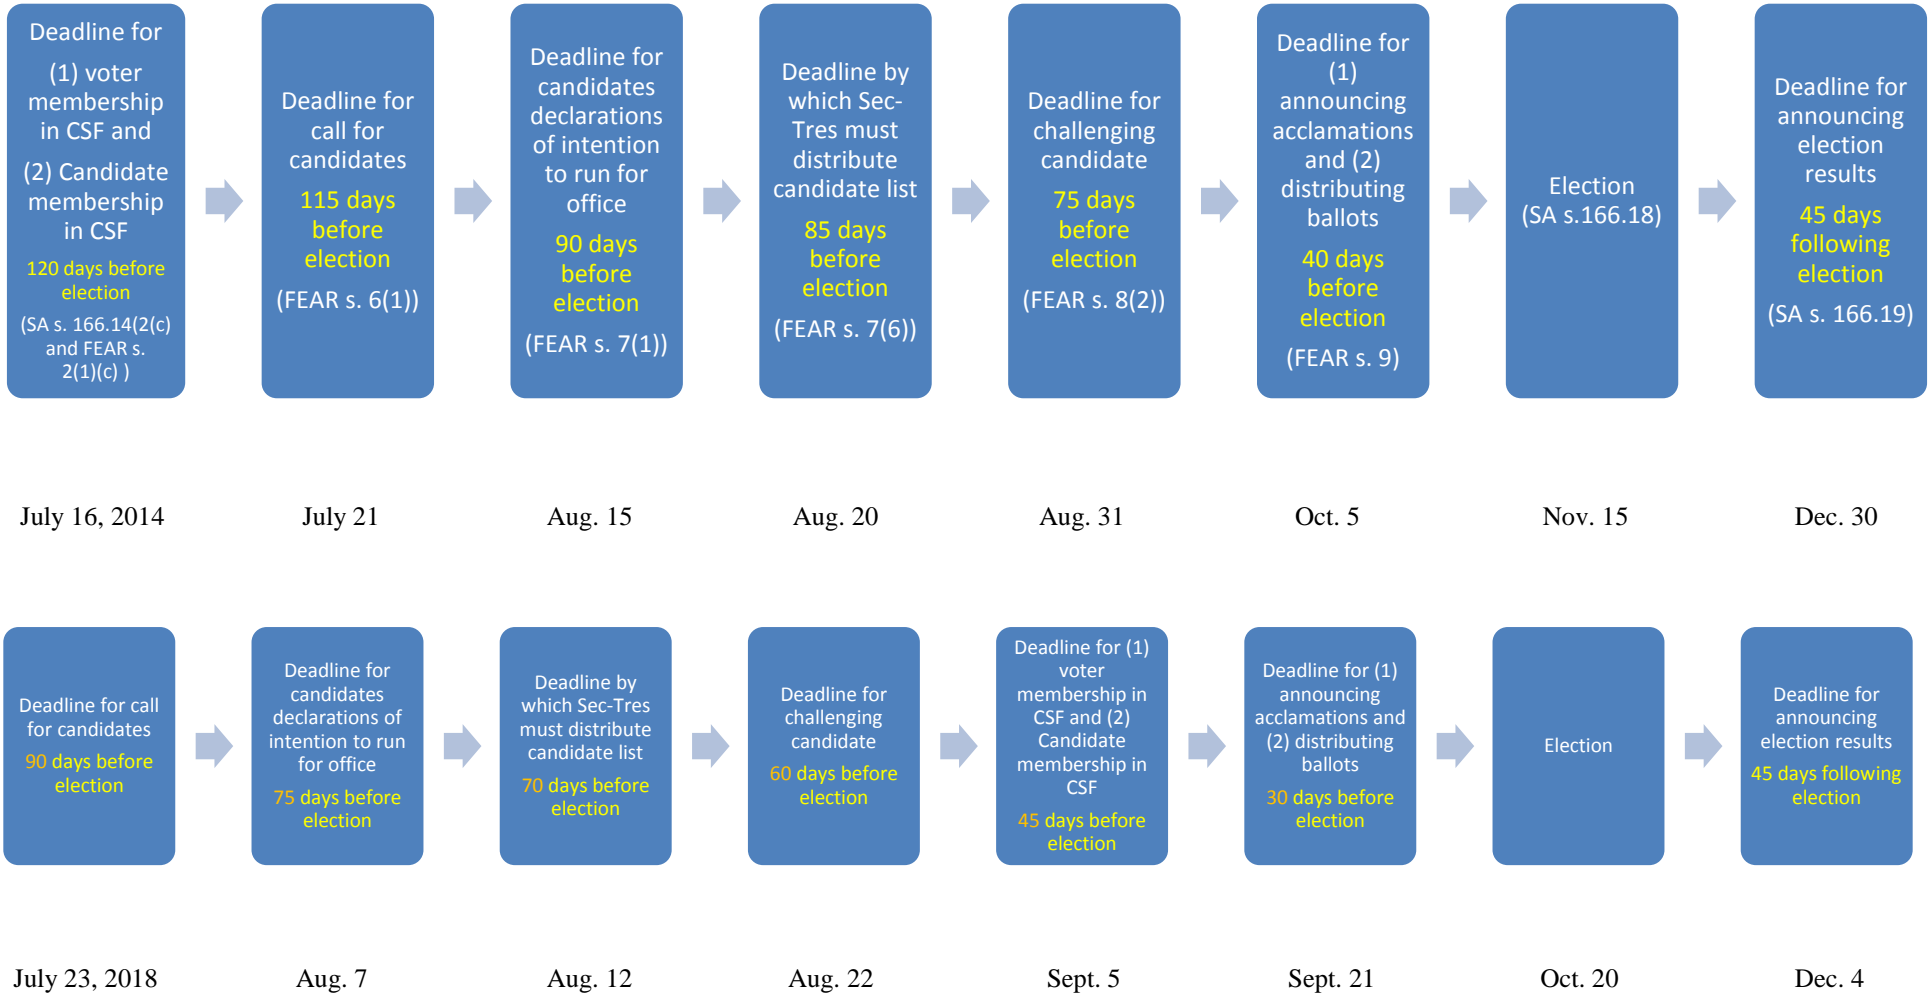 Deadline for
(1) voter
membership
in CSF and
(2) Candidate
membership
in CSF
120 days before
election
(SA s. 166.14(2(c)
and FEAR s.
2(1)(c) )
Deadline for
call for
candidates
115 days
before
election
(FEAR s. 6(1))
Deadline for
candidates
declarations
of intention
to run for
office
90 days
before
election
(FEAR s. 7(1))
Deadline by
which Sec-
Tres must
distribute
candidate list
85 days
before
election
(FEAR s. 7(6))
Deadline for
challenging
candidate
75 days
before
election
(FEAR s. 8(2))
Deadline for
(1)
announcing
acclamations
and (2)
distributing
ballots
40 days
before
election
(FEAR s. 9)
Election
(SA s.166.18)
Deadline for
announcing
election
results
45 days
following
election
(SA s. 166.19)
July 16, 2014
July 21
Aug. 15
Aug. 20
Aug. 31
Oct. 5
Nov. 15
Dec. 30
Deadline for call
for candidates
90 days before
election
Deadline for
candidates
declarations of
intention to run
for office
75 days before
election
Deadline by
which Sec-Tres
must distribute
candidate list
70 days before
election
Deadline for
challenging
candidate
60 days before
election
Deadline for (1)
voter
membership in
CSF and (2)
Candidate
membership in
CSF
45 days before
election
Deadline for (1)
announcing
acclamations and
(2) distributing
ballots
30 days before
election
Election
Deadline for
announcing
election results
45 days following
election
July 23, 2018
Aug. 7
Aug. 12
Aug. 22
Sept. 5
Sept. 21
Oct. 20
Dec. 4